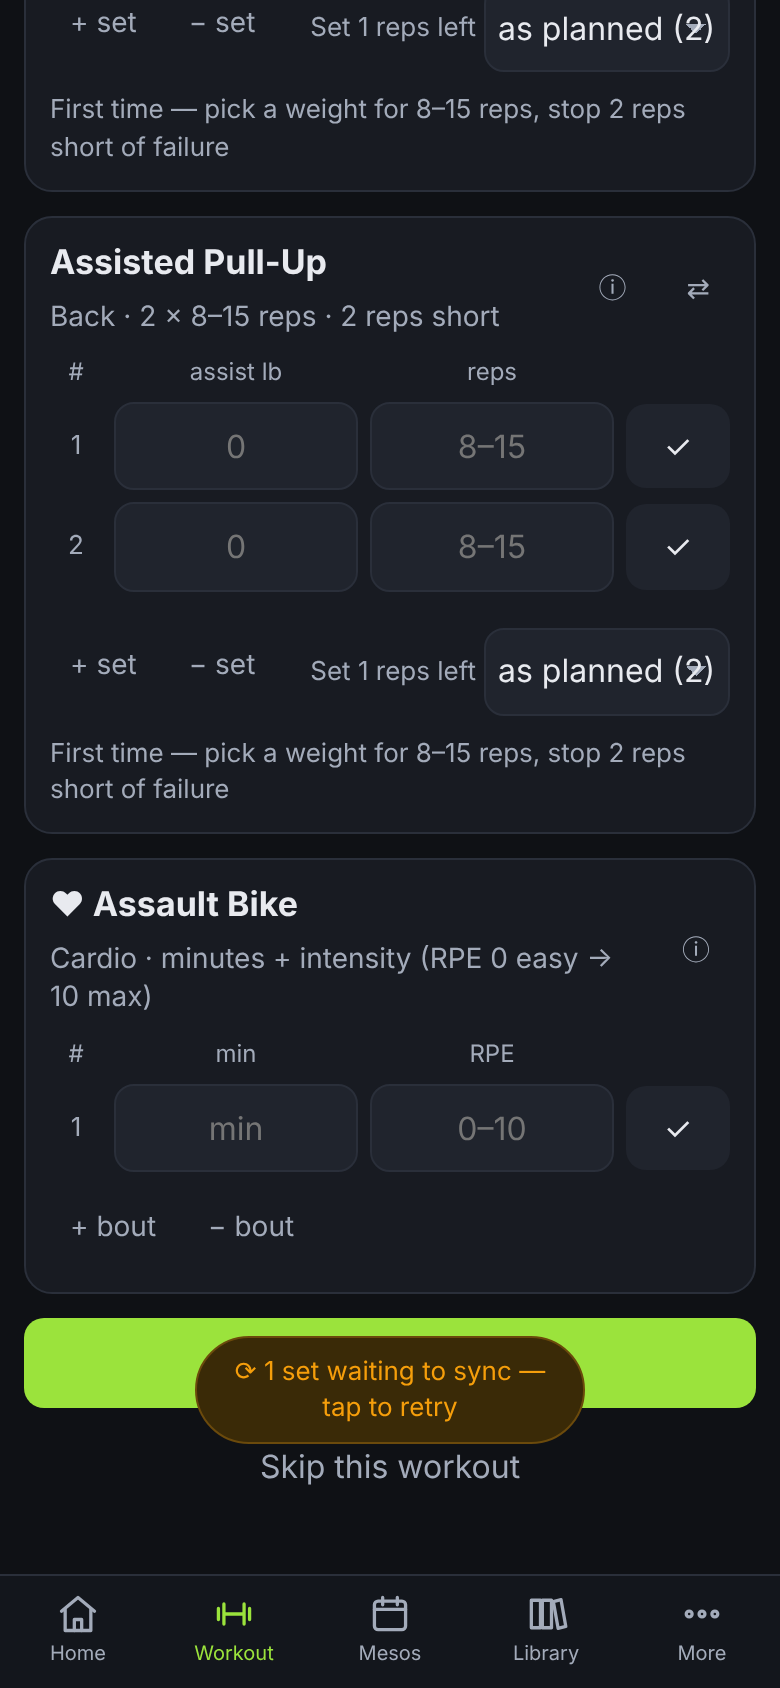 + set − set Set 1 reps left as planned (2)
First time — pick a weight for 8–15 reps, stop 2 reps
short of failure
Assisted Pull-Up
Back · 2 × 8–15 reps · 2 reps short
# assist lb reps
1 0 8–15 ✓
2 0 8–15 ✓
+ set − set Set 1 reps left as planned (2)
First time — pick a weight for 8–15 reps, stop 2 reps
short of failure
♥ Assault Bike
Cardio · minutes + intensity (RPE 0 easy →
10 max)
# min RPE
1 min 0–10 ✓
+ bout − bout
⟳ 1 set waiting to sync —
tap to retry
Skip this workout
Home Workout Mesos Library More